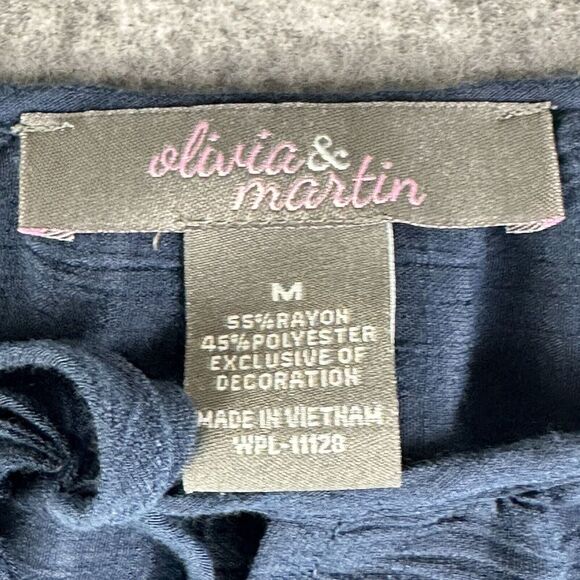 olivia &
martin
M
55% RAYON
45% POLYESTER
EXCLUSIVE OF
DECORATION
MADE IN VIETNAM
WPL-11128